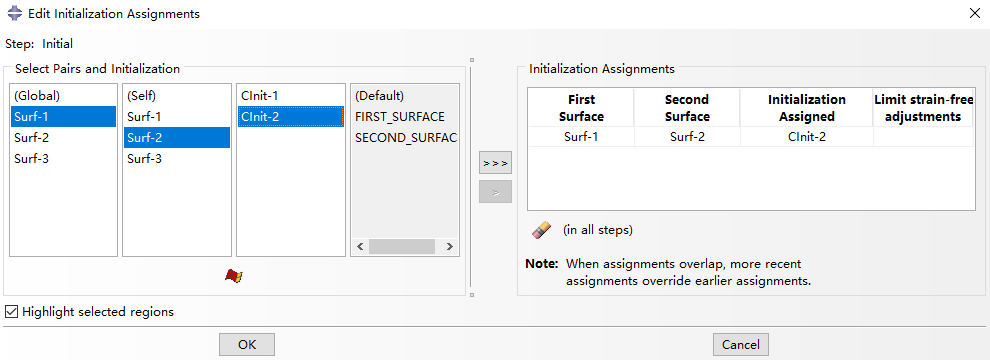 Edit Initialization Assignments
Step: Initial
Select Pairs and Initialization
(Global)
Surf-1
Surf-2
Surf-3
(Self)
Surf-1
Surf-2
Surf-3
CInit-1
CInit-2
(Default)
FIRST_SURFACE
SECOND_SURFAC
>>>
>
Initialization Assignments
First Surface
Second Surface
Initialization Assigned
Limit strain-free adjustments
Surf-1 Surf-2 CInit-2
(in all steps)
Note: When assignments overlap, more recent
assignments override earlier assignments.
Highlight selected regions
OK
Cancel